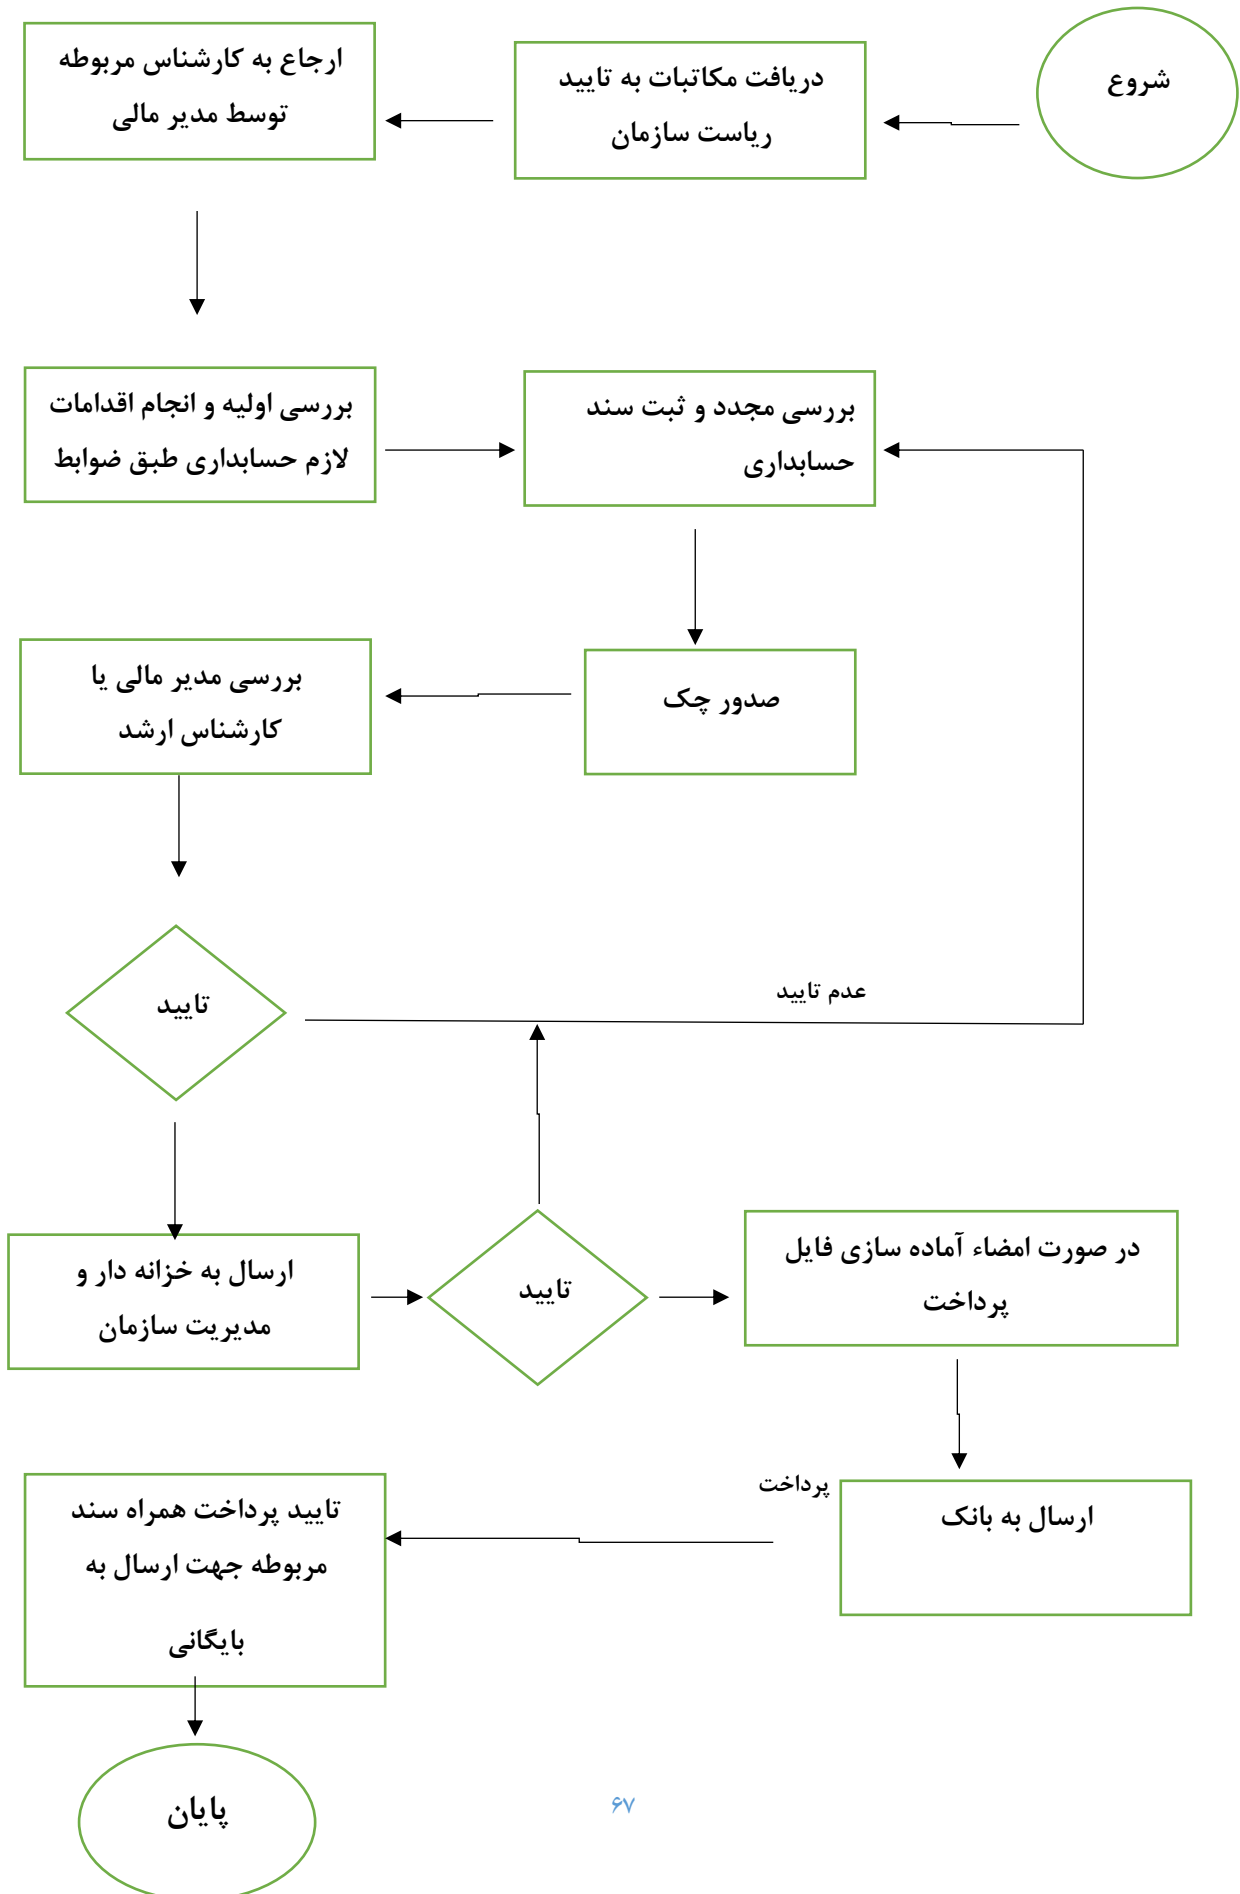 شروع
دریافت مکاتبات به تایید
ریاست سازمان
ارجاع به کارشناس مربوطه
توسط مدیر مالی
بررسی اولیه و انجام اقدامات
لازم حسابداری طبق ضوابط
بررسی مجدد و ثبت سند
حسابداری
صدور چک
بررسی مدیر مالی یا
کارشناس ارشد
تایید
عدم تایید
ارسال به خزانه دار و
مدیریت سازمان
تایید
در صورت امضاء آماده سازی فایل
پرداخت
ارسال به بانک
پرداخت
تایید پرداخت همراه سند
مربوطه جهت ارسال به
بایگانی
پایان
۶۷